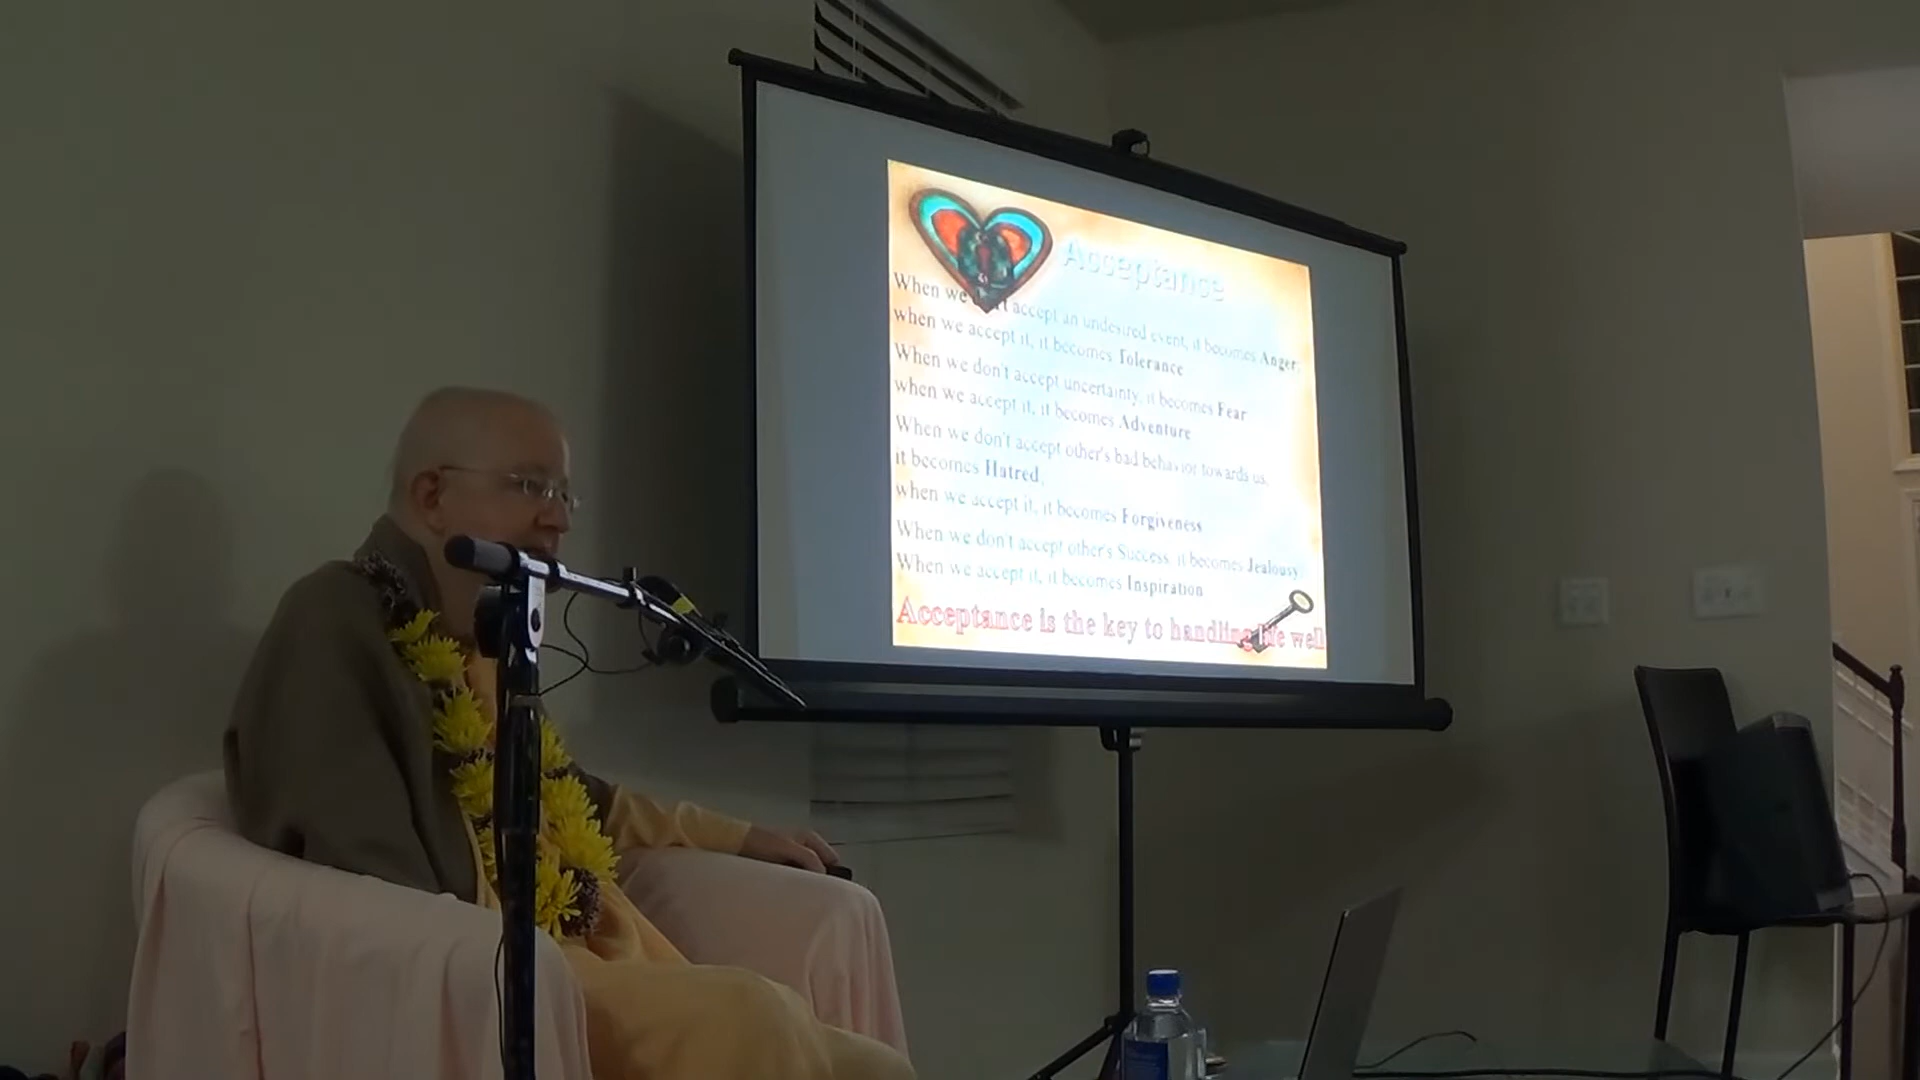 Acceptance
When we don't accept an undesired event, it becomes Anger;
when we accept it, it becomes Tolerance
When we don't accept uncertainty, it becomes Fear
when we accept it, it becomes Adventure
When we don't accept other's bad behavior towards us,
it becomes Hatred;
when we accept it, it becomes Forgiveness
When we don't accept other's Success, it becomes Jealousy
When we accept it, it becomes Inspiration
Acceptance is the key to handling life well